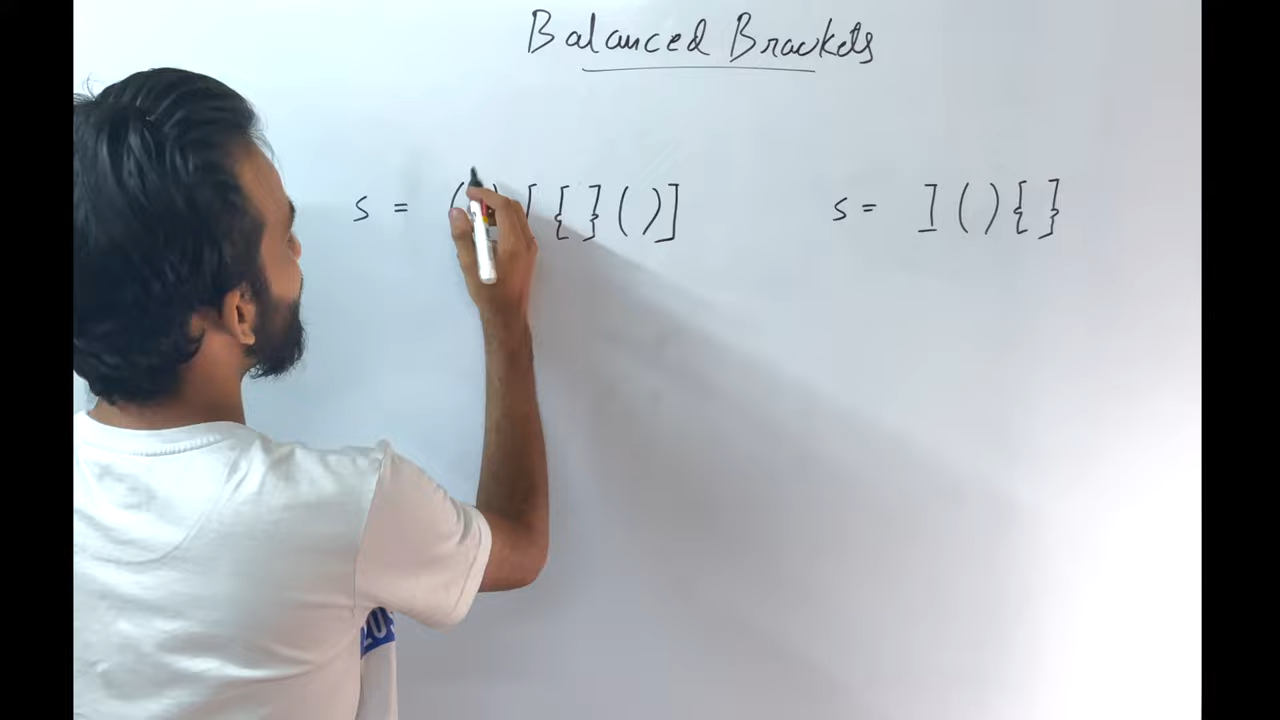 Balanced Brackets
s = ( ) [ { } ( ) ]
s = ] ( ) { }